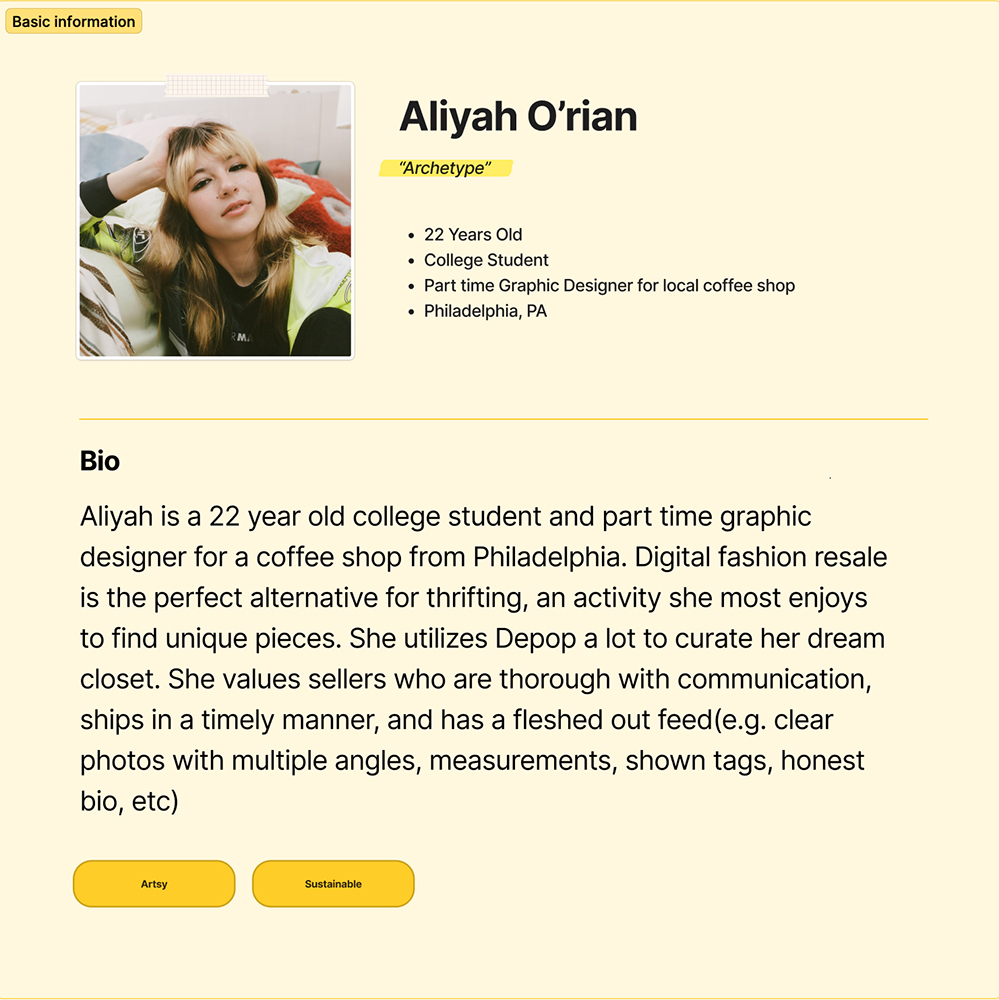 Basic information
Aliyah O’rian
“Archetype”
• 22 Years Old
• College Student
• Part time Graphic Designer for local coffee shop
• Philadelphia, PA
Bio
Aliyah is a 22 year old college student and part time graphic
designer for a coffee shop from Philadelphia. Digital fashion resale
is the perfect alternative for thrifting, an activity she most enjoys
to find unique pieces. She utilizes Depop a lot to curate her dream
closet. She values sellers who are thorough with communication,
ships in a timely manner, and has a fleshed out feed(e.g. clear
photos with multiple angles, measurements, shown tags, honest
bio, etc)
Artsy
Sustainable